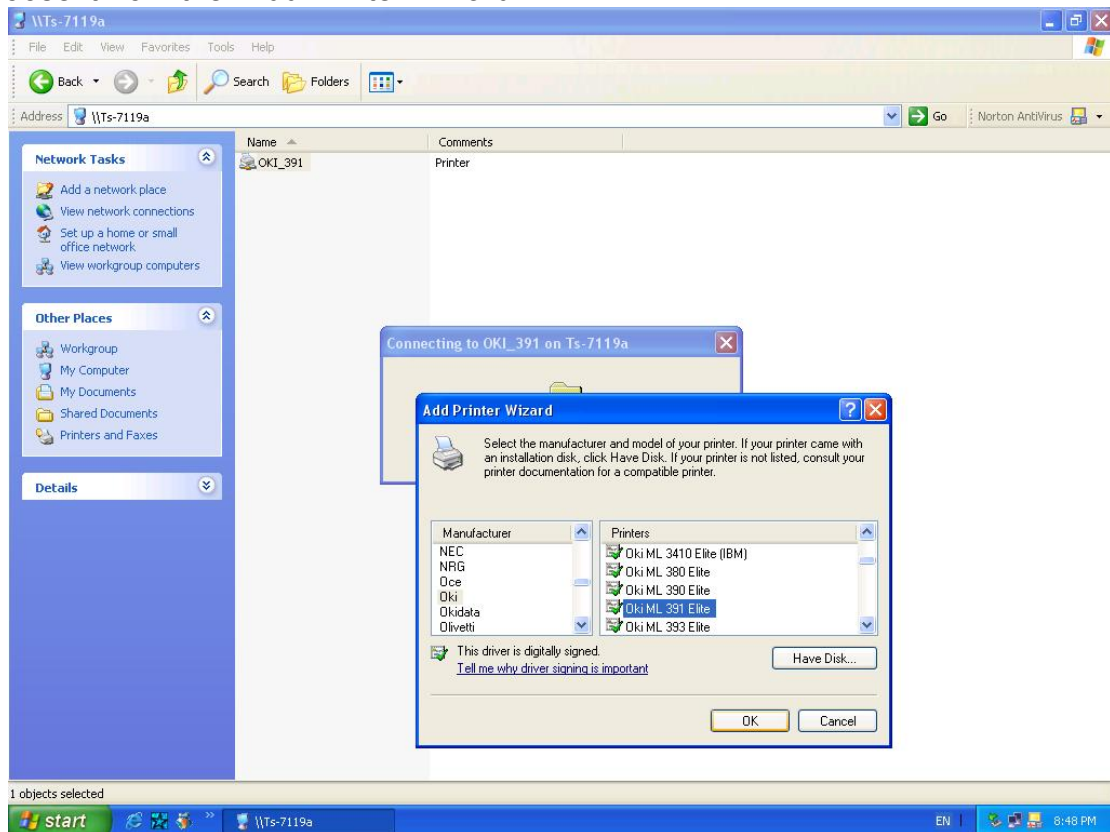 \\Ts-7119a
File Edit View Favorites Tools Help
Back Search Folders
Address \\Ts-7119a Go Norton AntiVirus
Name Comments
OKI_391 Printer
Network Tasks
Add a network place
View network connections
Set up a home or small
office network
View workgroup computers
Other Places
Workgroup
My Computer
My Documents
Shared Documents
Printers and Faxes
Details
Connecting to OKI_391 on Ts-7119a
Add Printer Wizard
Select the manufacturer and model of your printer. If your printer came with
an installation disk, click Have Disk. If your printer is not listed, consult your
printer documentation for a compatible printer.
Manufacturer
NEC
NRG
Oce
Oki
Okidata
Olivetti
Printers
Oki ML 3410 Elite (IBM)
Oki ML 380 Elite
Oki ML 390 Elite
Oki ML 391 Elite
Oki ML 393 Elite
This driver is digitally signed.
Tell me why driver signing is important
Have Disk...
OK Cancel
1 objects selected
start \\Ts-7119a EN 8:48 PM